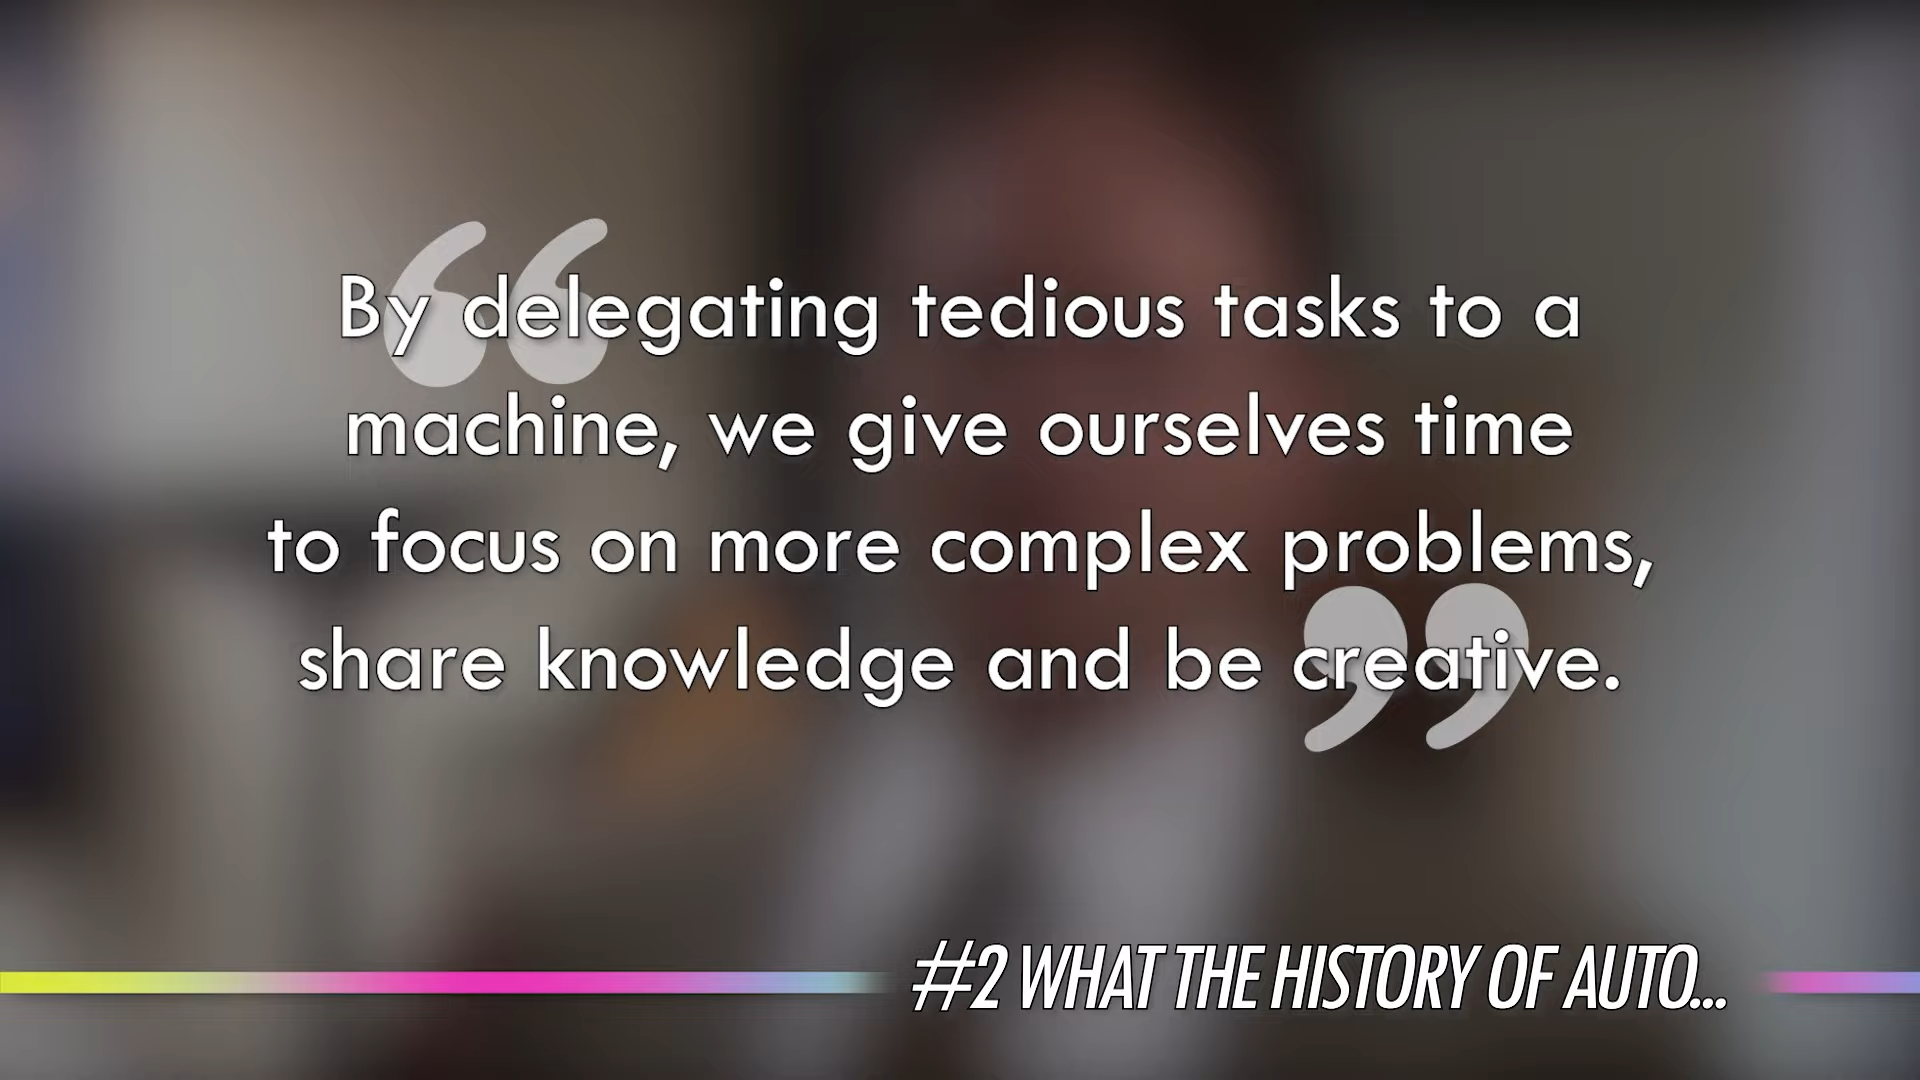 By delegating tedious tasks to a
machine, we give ourselves time
to focus on more complex problems,
share knowledge and be creative.
#2 WHAT THE HISTORY OF AUTO...